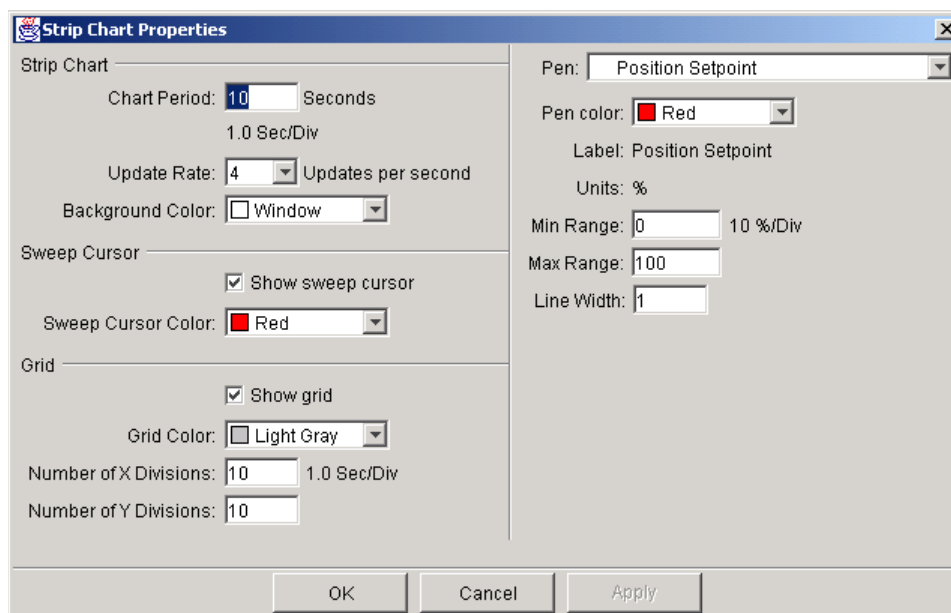 Strip Chart Properties
Strip Chart
Chart Period: 10 Seconds
1.0 Sec/Div
Update Rate: 4 Updates per second
Background Color: Window
Sweep Cursor
Show sweep cursor
Sweep Cursor Color: Red
Grid
Show grid
Grid Color: Light Gray
Number of X Divisions: 10 1.0 Sec/Div
Number of Y Divisions: 10
Pen: Position Setpoint
Pen color: Red
Label: Position Setpoint
Units: %
Min Range: 0 10 %/Div
Max Range: 100
Line Width: 1
OK Cancel Apply